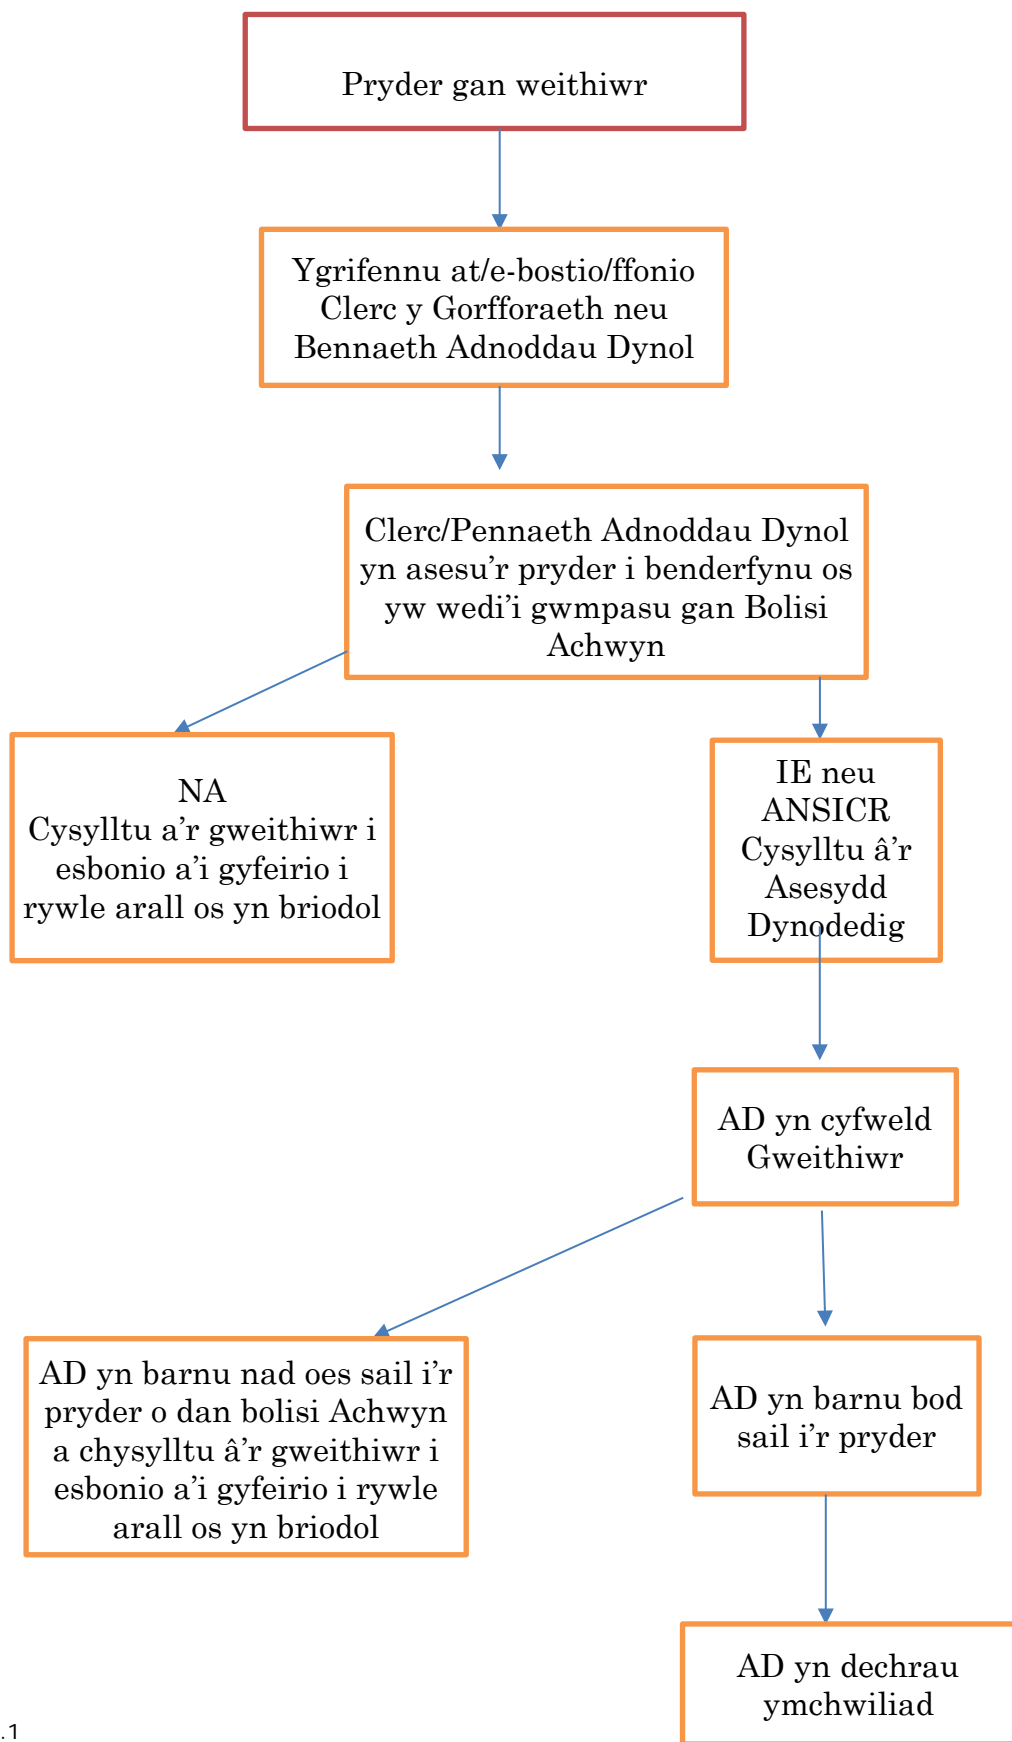 Pryder gan weithiwr
Ygrifennu at/e-bostio/ffonio
Clerc y Gorfforaeth neu
Bennaeth Adnoddau Dynol
Clerc/Pennaeth Adnoddau Dynol
yn asesu’r pryder i benderfynu os
yw wedi’i gwmpasu gan Bolisi
Achwyn
NA
Cysylltu a’r gweithiwr i
esbonio a’i gyfeirio i
rywle arall os yn briodol
IE neu
ANSICR
Cysylltu â’r
Asesydd
Dynodedig
AD yn cyfweld
Gweithiwr
AD yn barnu nad oes sail i’r
pryder o dan bolisi Achwyn
a chysylltu â’r gweithiwr i
esbonio a’i gyfeirio i rywle
arall os yn briodol
AD yn barnu bod
sail i’r pryder
AD yn dechrau
ymchwiliad
.1